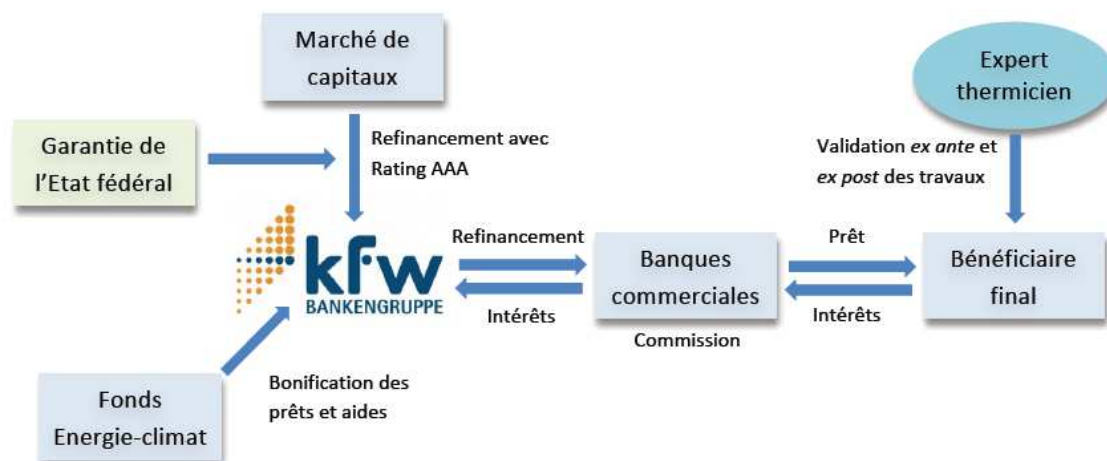 Marché de
capitaux
Expert
thermicien
Garantie de
l'Etat fédéral
Refinancement avec
Rating AAA
Validation ex ante et
ex post des travaux
kfw
BANKENGRUPPE
Refinancement
Intérêts
Banques
commerciales
Commission
Prêt
Intérêts
Bénéficiaire
final
Fonds
Energie-climat
Bonification des
prêts et aides